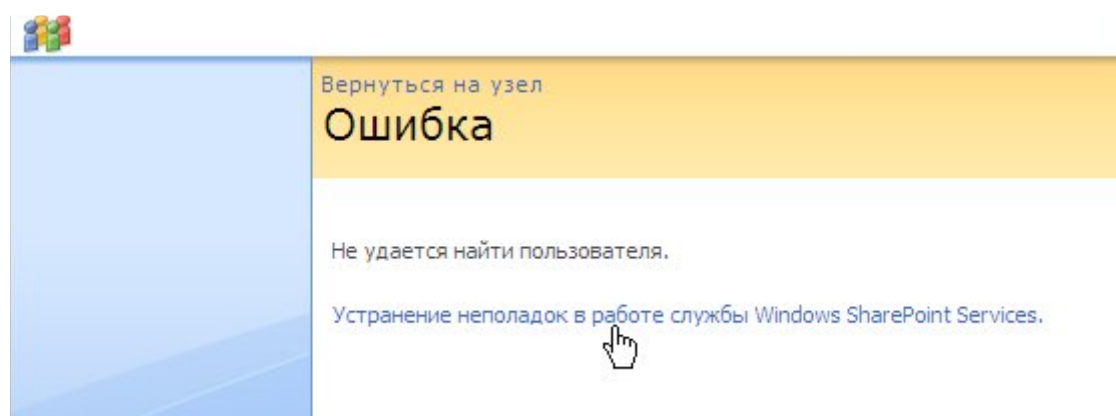 Вернуться на узел
Ошибка
Не удается найти пользователя.
Устранение неполадок в работе службы Windows SharePoint Services.